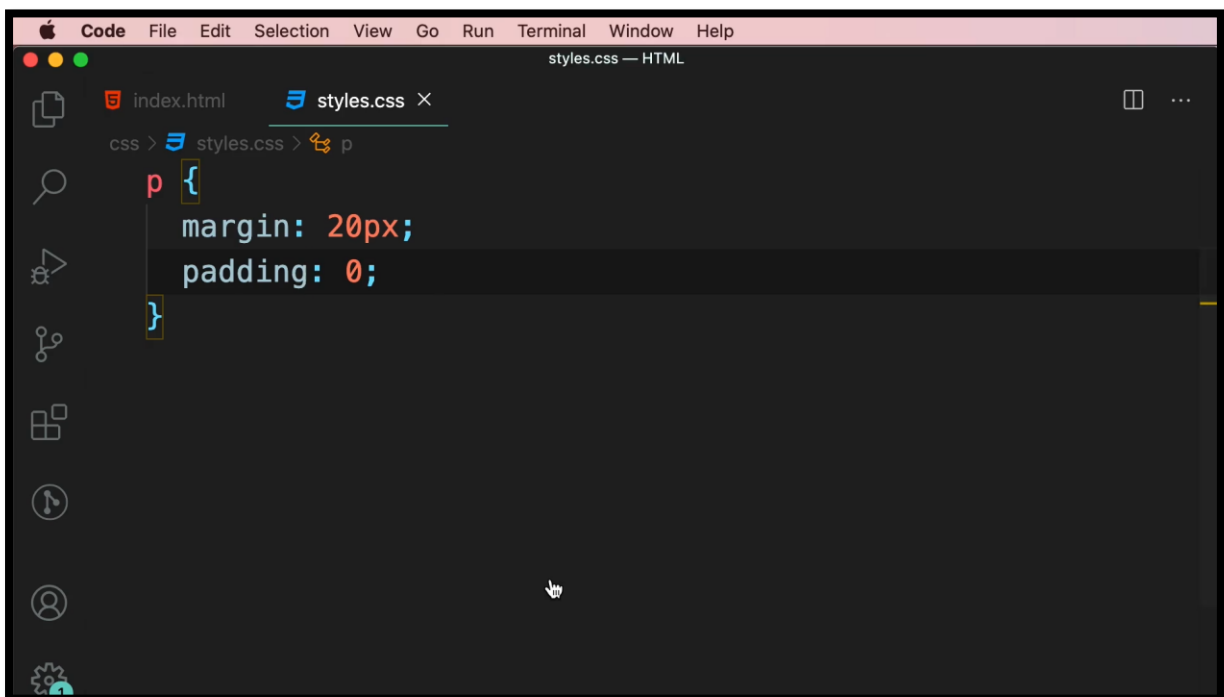 Code File Edit Selection View Go Run Terminal Window Help
styles.css — HTML
index.html styles.css ×
css > styles.css > p
p {
margin: 20px;
padding: 0;
}
1